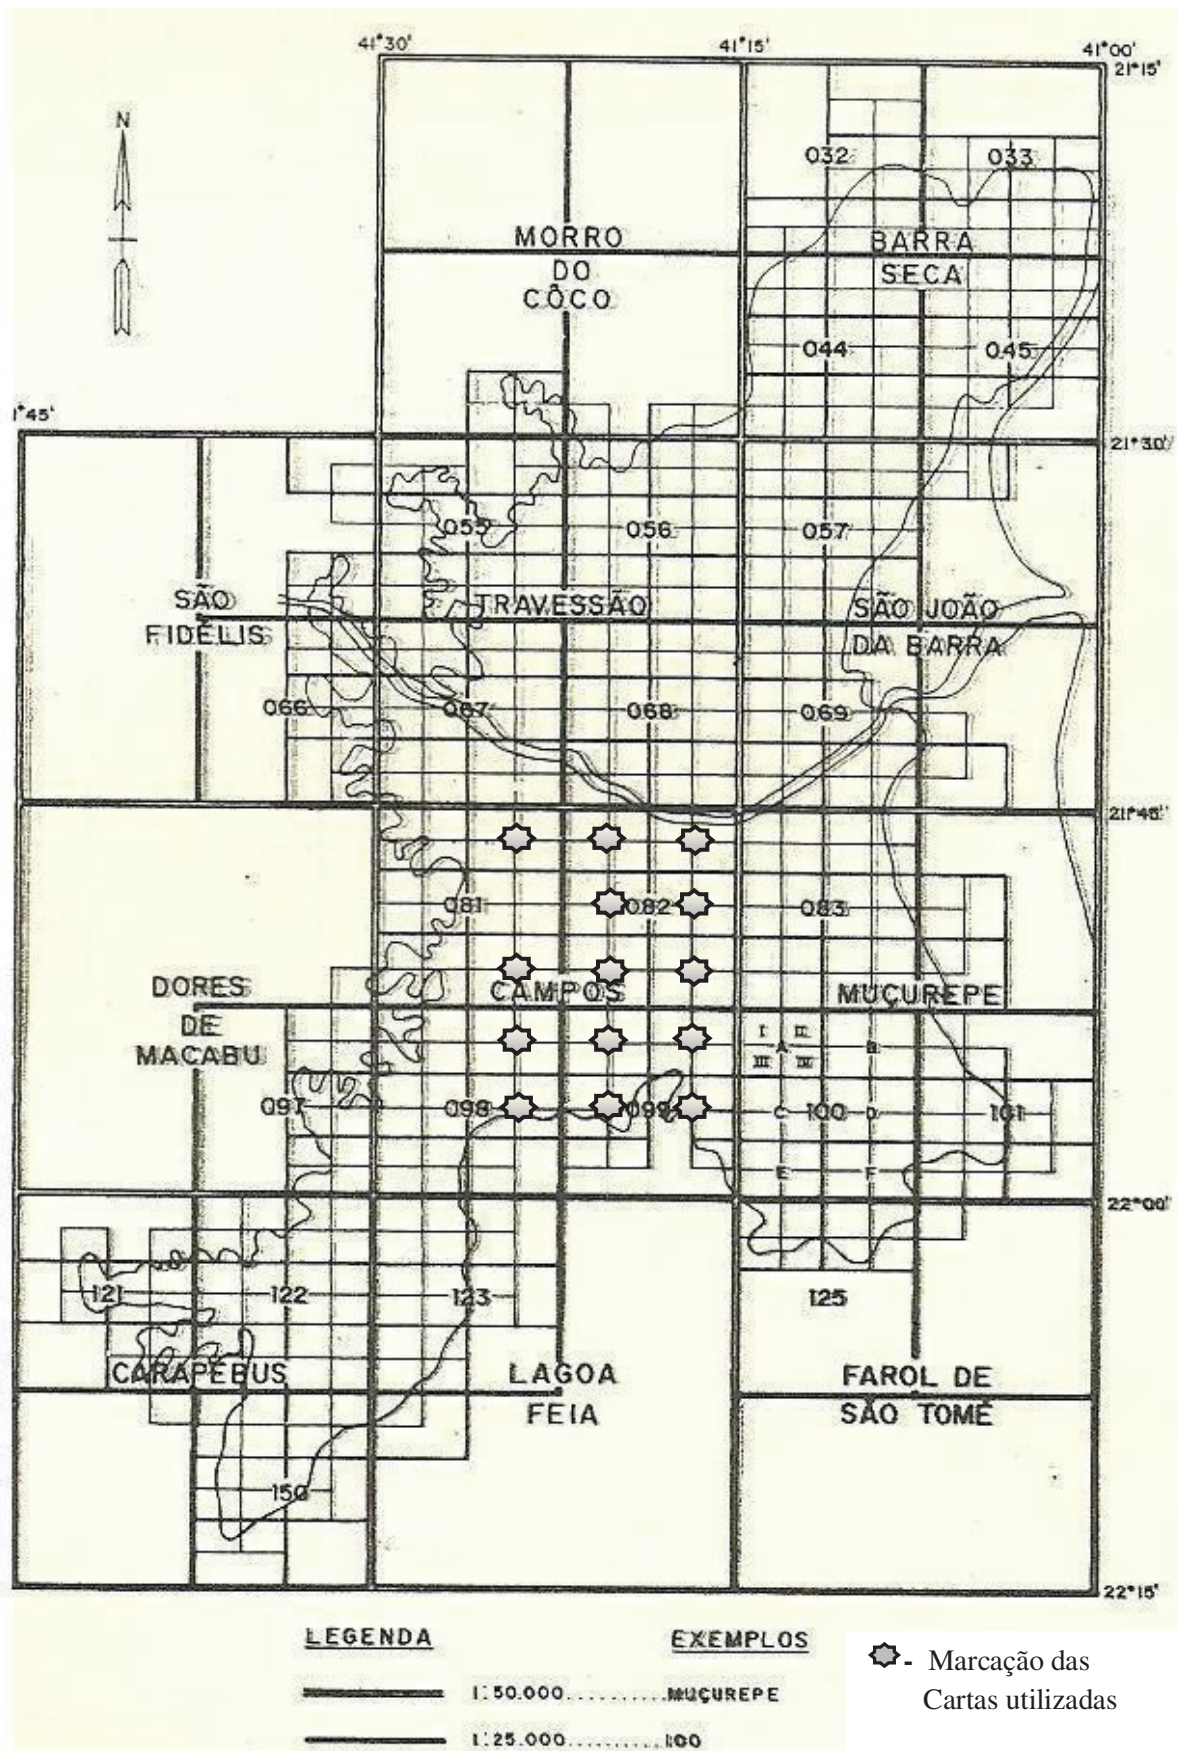 41°30'
41°15'
41°00'
21°15'
N
032
033
MORRO
DO
CÔCO
BARRA
SECA
044
045
1°45'
21°30'
055
056
057
SÃO
FIDÉLIS
TRAVESSÃO
SÃO JOÃO
DA BARRA
066
067
068
069
21°45'
081
082
083
DORES
DE
MACABU
CAMPOS
MUÇUREPE
I
II
A
B
III
IV
097
098
099
C
100
D
101
E
F
22°00'
121
122
123
125
CARAPEBUS
LAGOA
FEIA
FAROL DE
SÃO TOMÉ
150
22°15'
LEGENDA
EXEMPLOS
1:50.000..........MUÇUREPE
1:25.000..........100
- Marcação das
Cartas utilizadas